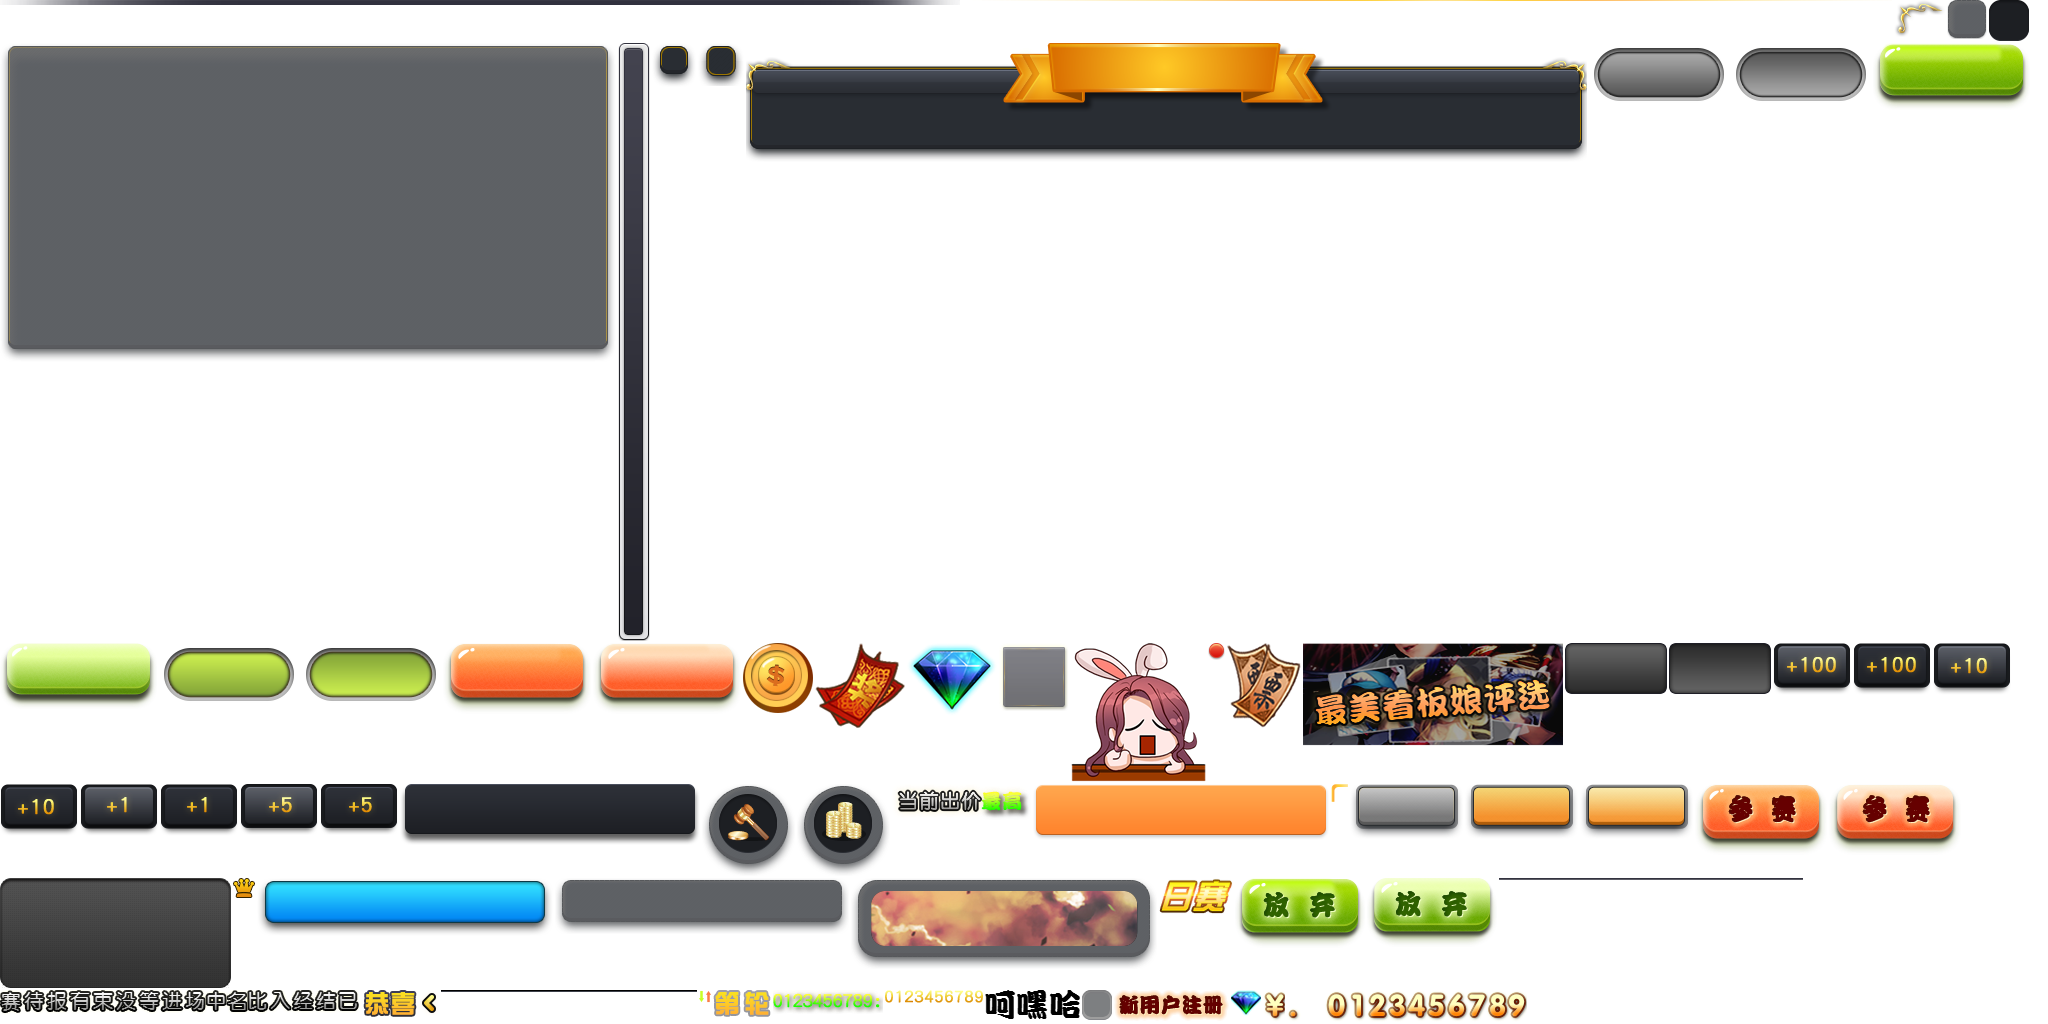 最美看板娘评选
+100
+100
+10
+10
+1
+1
+5
+5
当前出价最高
参 赛
参 赛
日赛
放 弃
放 弃
赛待报有束没等进场中名比入经结已
恭喜
第轮
0123456789:
0123456789
呵嘿哈
新用户注册
¥.
0123456789